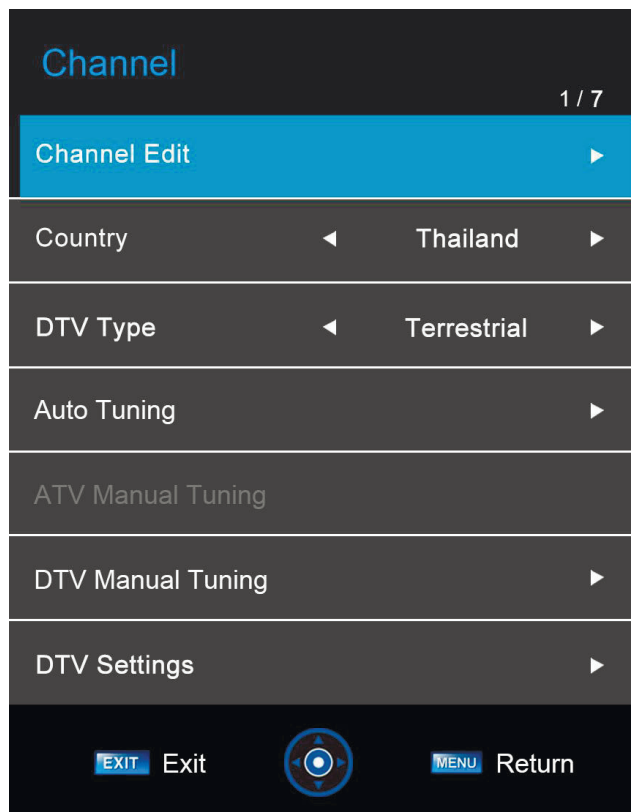 Channel
1 / 7
Channel Edit
Country Thailand
DTV Type Terrestrial
Auto Tuning
ATV Manual Tuning
DTV Manual Tuning
DTV Settings
EXIT Exit MENU Return